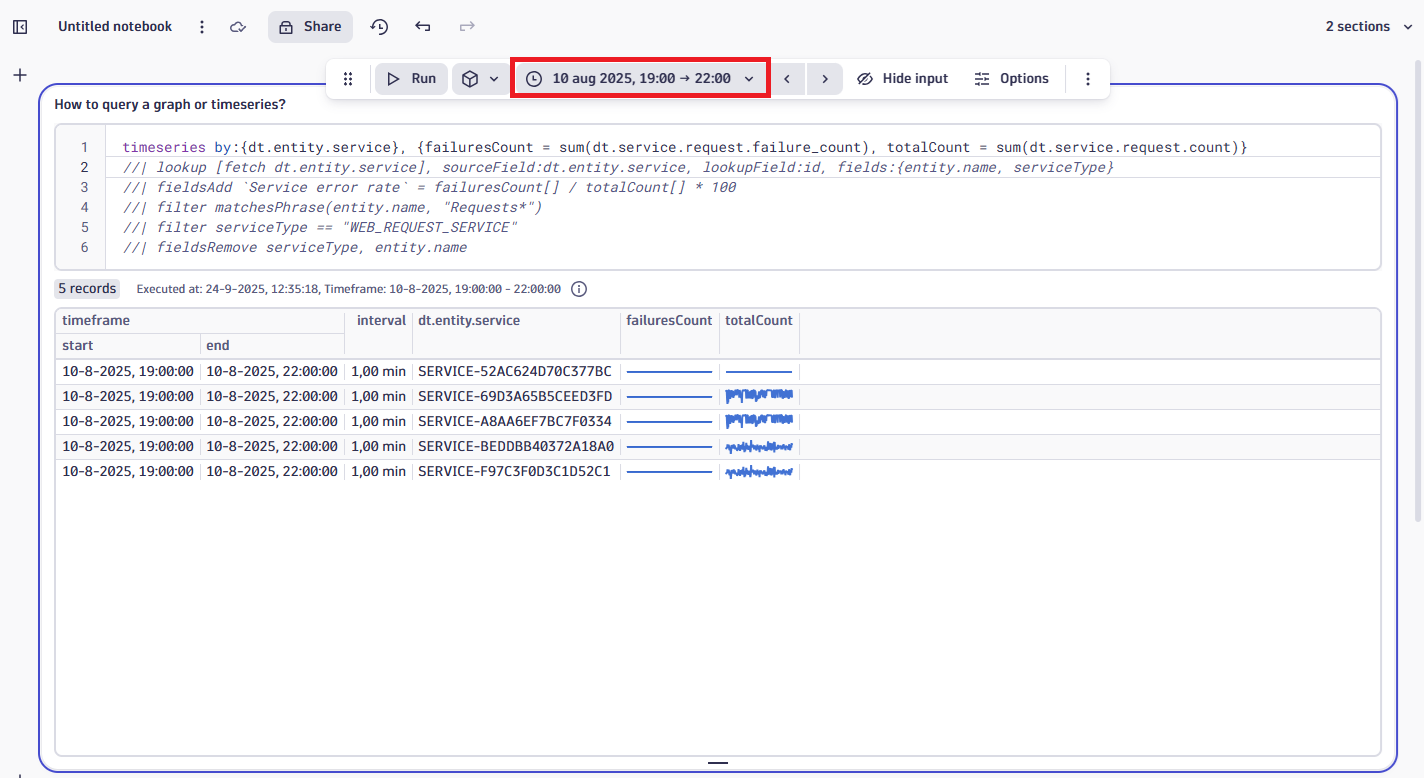 Untitled notebook Share 2 sections
Run 10 aug 2025, 19:00 → 22:00 Hide input Options
How to query a graph or timeseries?
1 timeseries by:{dt.entity.service}, {failuresCount = sum(dt.service.request.failure_count), totalCount = sum(dt.service.request.count)}
2 //| lookup [fetch dt.entity.service], sourceField:dt.entity.service, lookupField:id, fields:{entity.name, serviceType}
3 //| fieldsAdd `Service error rate` = failuresCount[] / totalCount[] * 100
4 //| filter matchesPhrase(entity.name, "Requests*")
5 //| filter serviceType == "WEB_REQUEST_SERVICE"
6 //| fieldsRemove serviceType, entity.name
5 records Executed at: 24-9-2025, 12:35:18, Timeframe: 10-8-2025, 19:00:00 - 22:00:00
timeframe interval dt.entity.service failuresCount totalCount
start end
10-8-2025, 19:00:00 10-8-2025, 22:00:00 1,00 min SERVICE-52AC624D70C377BC
10-8-2025, 19:00:00 10-8-2025, 22:00:00 1,00 min SERVICE-69D3A65B5CEED3FD
10-8-2025, 19:00:00 10-8-2025, 22:00:00 1,00 min SERVICE-A8AA6EF7BC7F0334
10-8-2025, 19:00:00 10-8-2025, 22:00:00 1,00 min SERVICE-BEDDBB40372A18A0
10-8-2025, 19:00:00 10-8-2025, 22:00:00 1,00 min SERVICE-F97C3F0D3C1D52C1